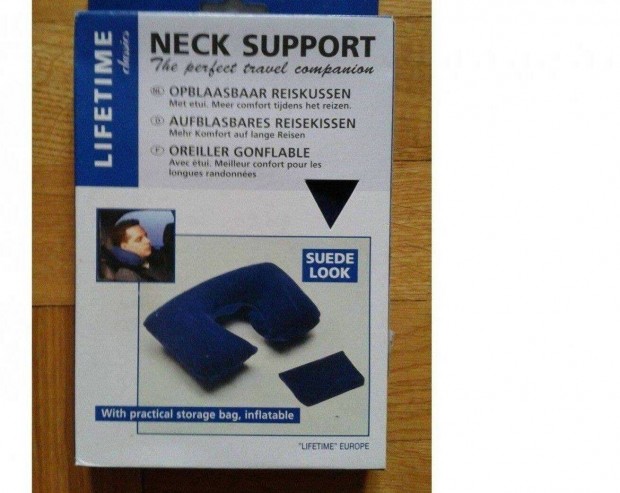 LIFETIME
classics
NECK SUPPORT
The perfect travel companion
NL OPBLAASBAAR REISKUSSEN
Met etui. Meer comfort tijdens het reizen.
D AUFBLASBARES REISEKISSEN
Mehr Komfort auf lange Reisen
F OREILLER GONFLABLE
Avec étui. Meilleur confort pour les
longues randonnées
SUEDE
LOOK
With practical storage bag, inflatable
"LIFETIME" EUROPE